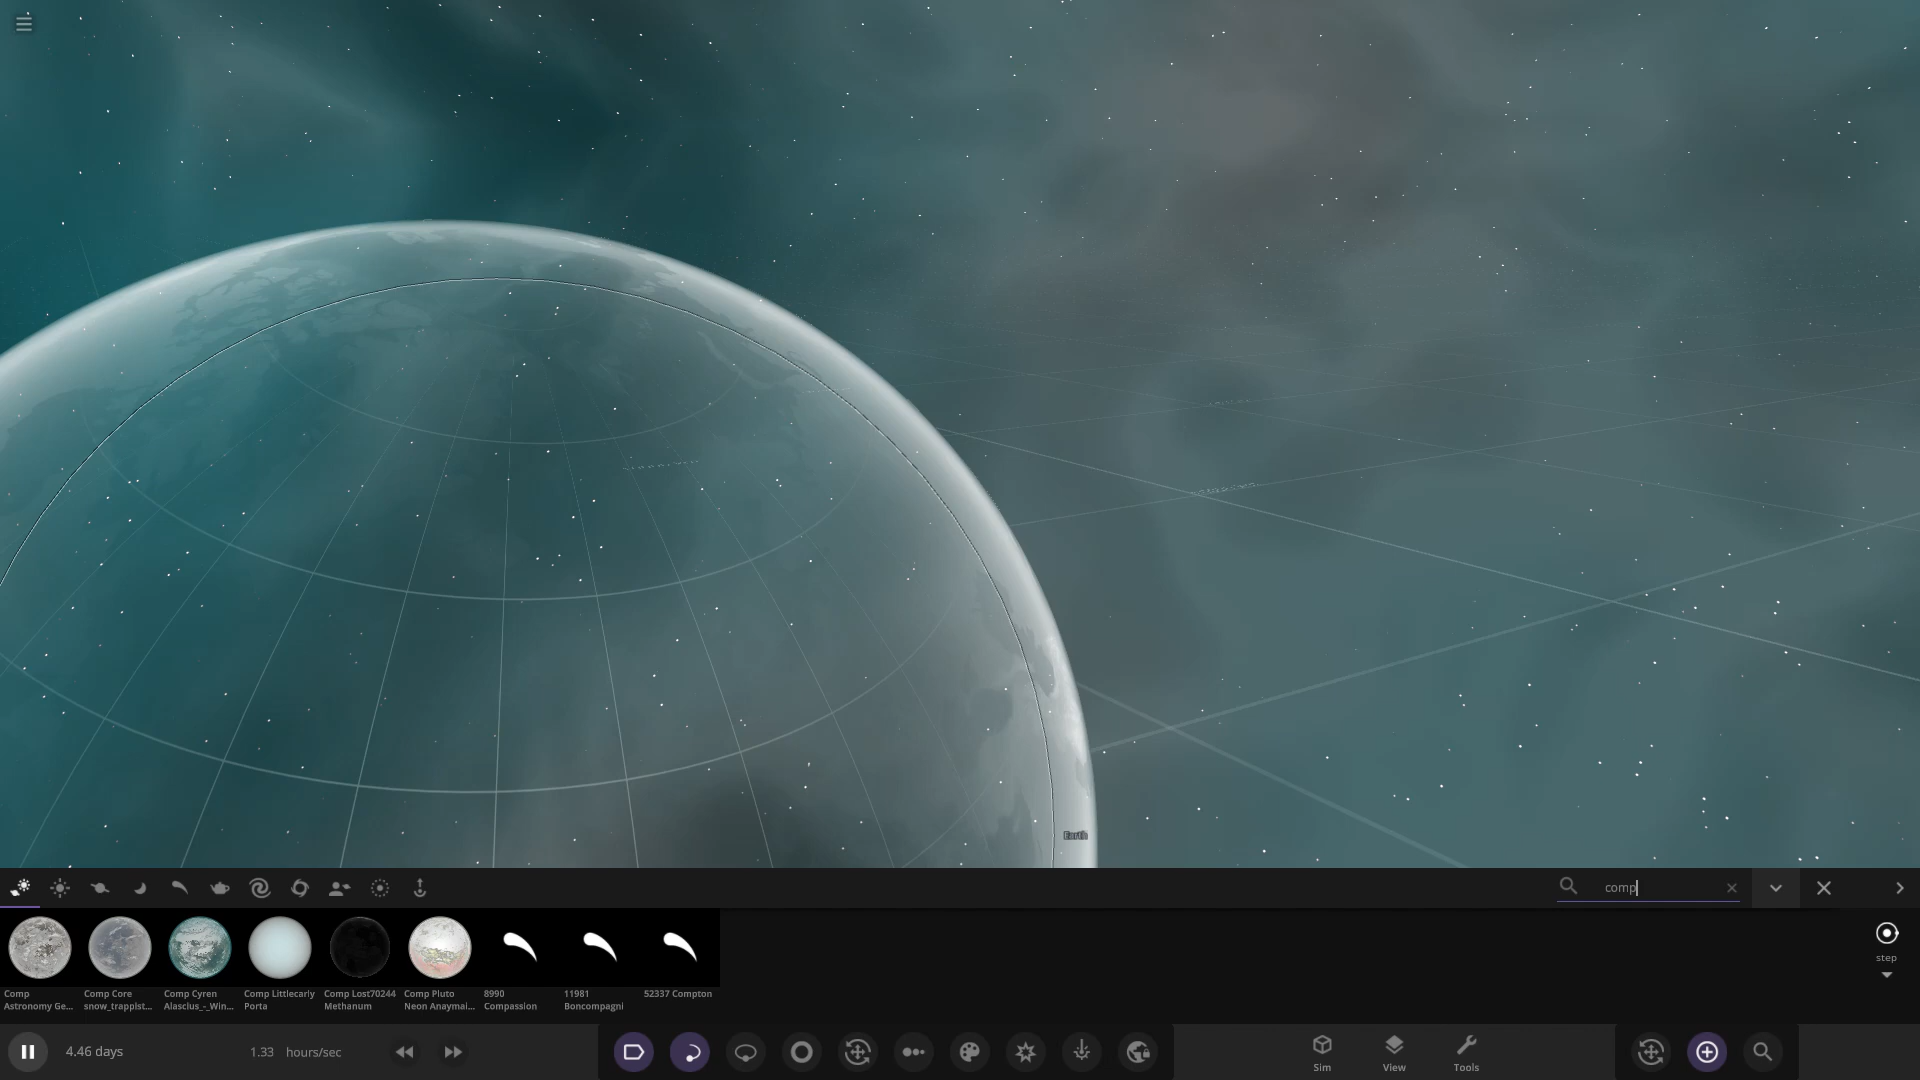 Earth
comp
Comp
Astronomy Ge...
Comp Core
snow_trappist...
Comp Cyren
Alasclus_-_Win...
Comp Littlecarly
Porta
Comp Lost70244
Methanum
Comp Pluto
Neon Anaymai...
8990
Compassion
11981
Boncompagni
52337 Compton
step
4.46 days
1.33 hours/sec
Sim
View
Tools